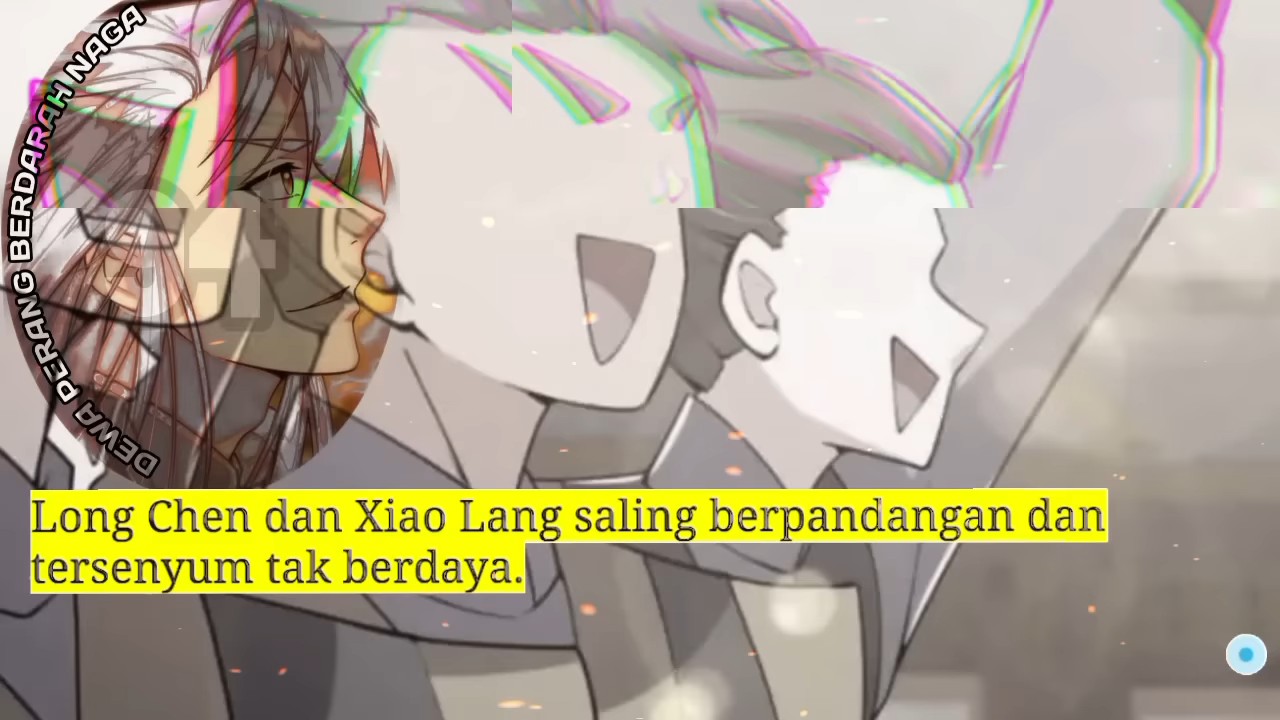 DEWA PERANG BERDARAH NAGA
Long Chen dan Xiao Lang saling berpandangan dan
tersenyum tak berdaya.